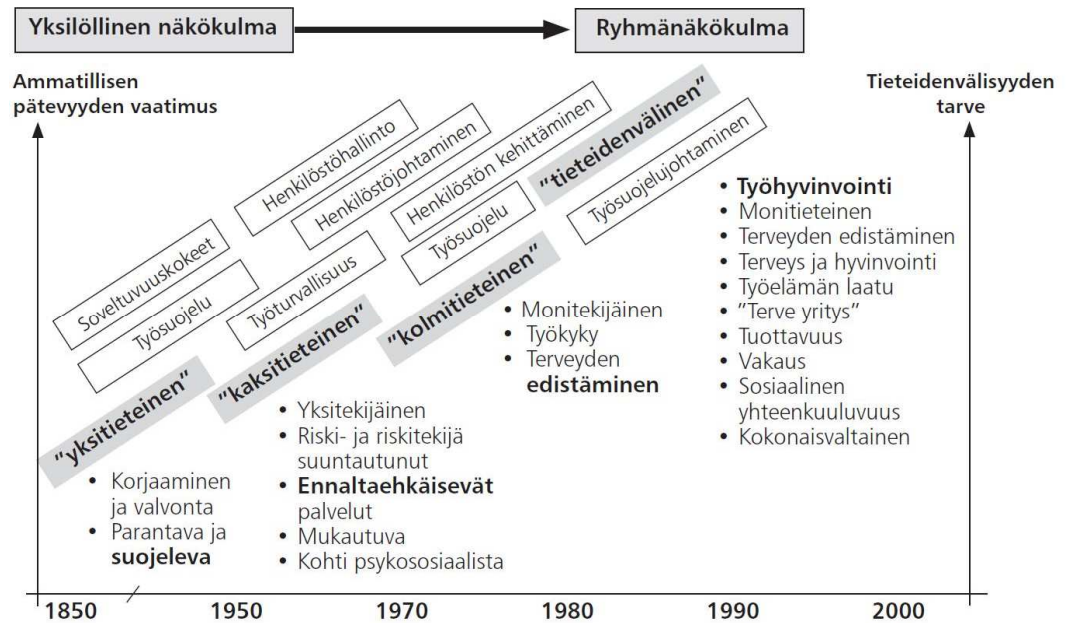 Yksilöllinen näkökulma
Ryhmänäkökulma
Ammatillisen
pätevyyden vaatimus
Tieteidenvälisyyden
tarve
Soveltuvuuskokeet
Työsuojelu
"yksitieteinen"
Henkilöstöhallinto
Henkilöstöjohtaminen
Työturvallisuus
"kaksitieteinen"
Henkilöstön kehittäminen
Työsuojelu
"kolmitieteinen"
"tieteidenvälinen"
Työsuojelujohtaminen
• Korjaaminen
ja valvonta
• Parantava ja
suojeleva
• Yksitekijäinen
• Riski- ja riskitekijä
suuntautunut
• Ennaltaehkäisevät
palvelut
• Mukautuva
• Kohti psykososiaalista
• Monitekijäinen
• Työkyky
• Terveyden
edistäminen
• Työhyvinvointi
• Monitieteinen
• Terveyden edistäminen
• Terveys ja hyvinvointi
• Työelämän laatu
• "Terve yritys"
• Tuottavuus
• Vakaus
• Sosiaalinen
yhteenkuuluvuus
• Kokonaisvaltainen
1850
1950
1970
1980
1990
2000